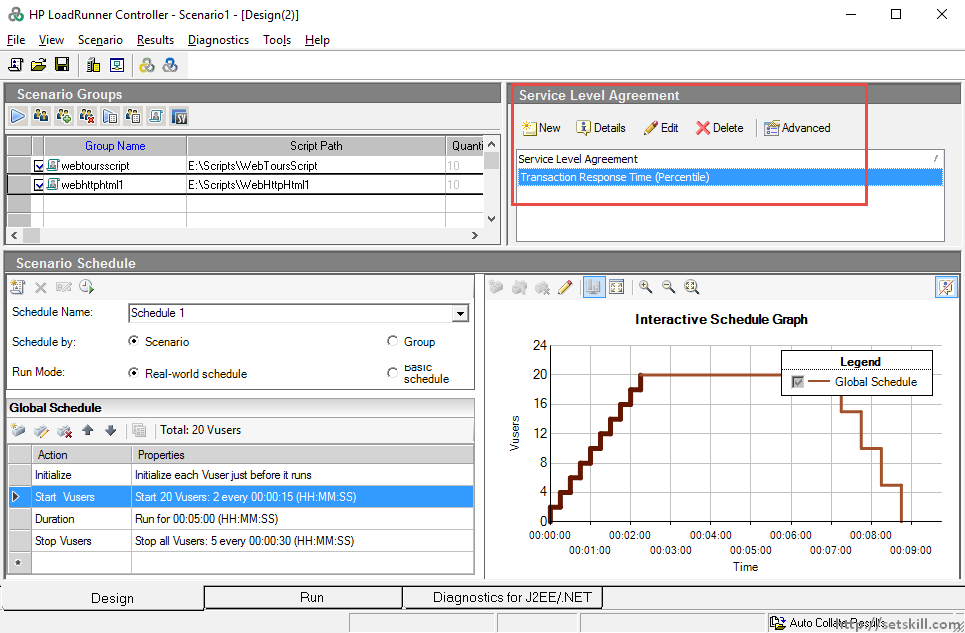 HP LoadRunner Controller - Scenario1 - [Design(2)]
File View Scenario Results Diagnostics Tools Help
Scenario Groups
Group Name Script Path Quanti
webtoursscript E:\Scripts\WebToursScript 10
webhttphtml1 E:\Scripts\WebHttpHtml1 10
Service Level Agreement
New Details Edit Delete Advanced
Service Level Agreement /
Transaction Response Time (Percentile)
Scenario Schedule
Schedule Name: Schedule 1
Schedule by: Scenario Group
Run Mode: Real-world schedule Basic schedule
Global Schedule
Total: 20 Vusers
Action Properties
Initialize Initialize each Vuser just before it runs
Start Vusers Start 20 Vusers: 2 every 00:00:15 (HH:MM:SS)
Duration Run for 00:05:00 (HH:MM:SS)
Stop Vusers Stop all Vusers: 5 every 00:00:30 (HH:MM:SS)
*
Interactive Schedule Graph
Legend
Global Schedule
Vusers
24
20
16
12
8
4
0
00:00:00 00:02:00 00:04:00 00:06:00 00:08:00
00:01:00 00:03:00 00:05:00 00:07:00 00:09:00
Time
Design Run Diagnostics for J2EE/.NET
Auto Collate Results
http://setskill.com